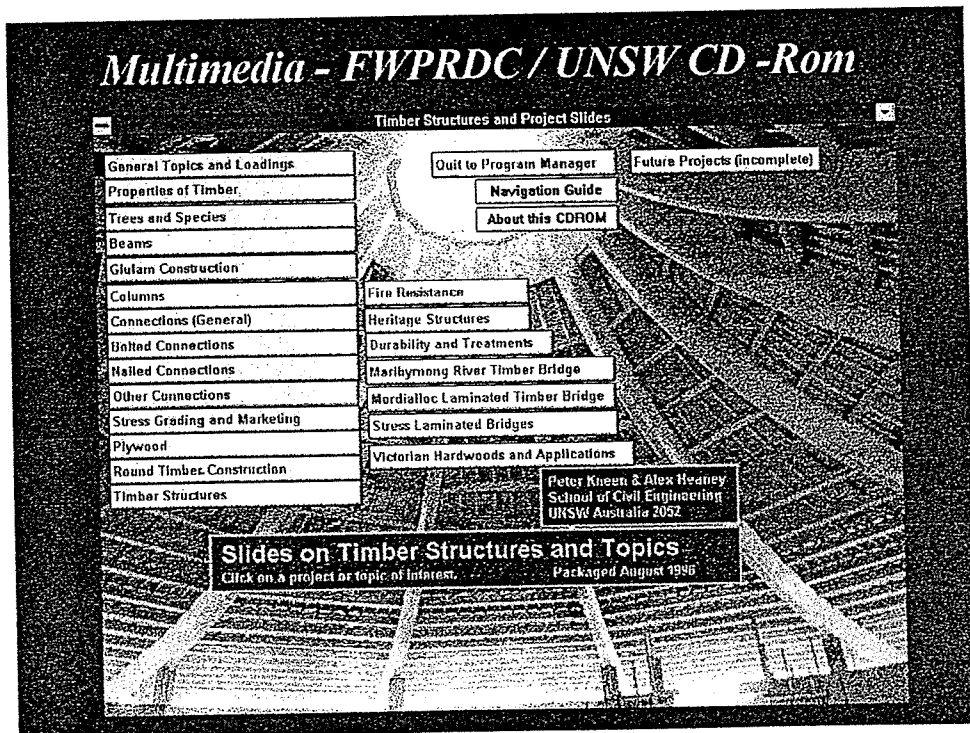 Multimedia - FWPRDC / UNSW CD -Rom
Timber Structures and Project Slides
General Topics and Loadings
Properties of Timber
Trees and Species
Beams
Glulam Construction
Columns
Connections (General)
Bolted Connections
Nailed Connections
Other Connections
Stress Grading and Marketing
Plywood
Round Timber Construction
Timber Structures
Quit to Program Manager
Navigation Guide
About this CDROM
Future Projects (incomplete)
Fire Resistance
Heritage Structures
Durability and Treatments
Maribymong River Timber Bridge
Mordialloc Laminated Timber Bridge
Stress Laminated Bridges
Victorian Hardwoods and Applications
Peter Kneen & Alex Heaney
School of Civil Engineering
UNSW Australia 2052
Slides on Timber Structures and Topics
Click on a project or topic of interest. Packaged August 1996